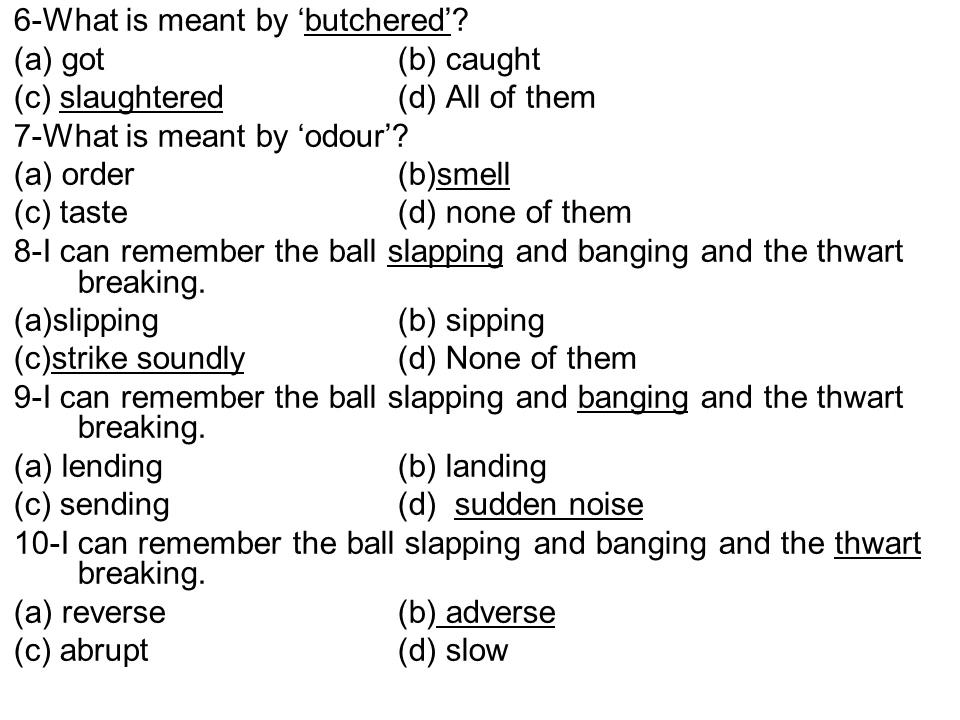 6-What is meant by ‘butchered’?
(a) got (b) caught
(c) slaughtered (d) All of them
7-What is meant by ‘odour’?
(a) order (b)smell
(c) taste (d) none of them
8-I can remember the ball slapping and banging and the thwart
breaking.
(a)slipping (b) sipping
(c)strike soundly (d) None of them
9-I can remember the ball slapping and banging and the thwart
breaking.
(a) lending (b) landing
(c) sending (d) sudden noise
10-I can remember the ball slapping and banging and the thwart
breaking.
(a) reverse (b) adverse
(c) abrupt (d) slow